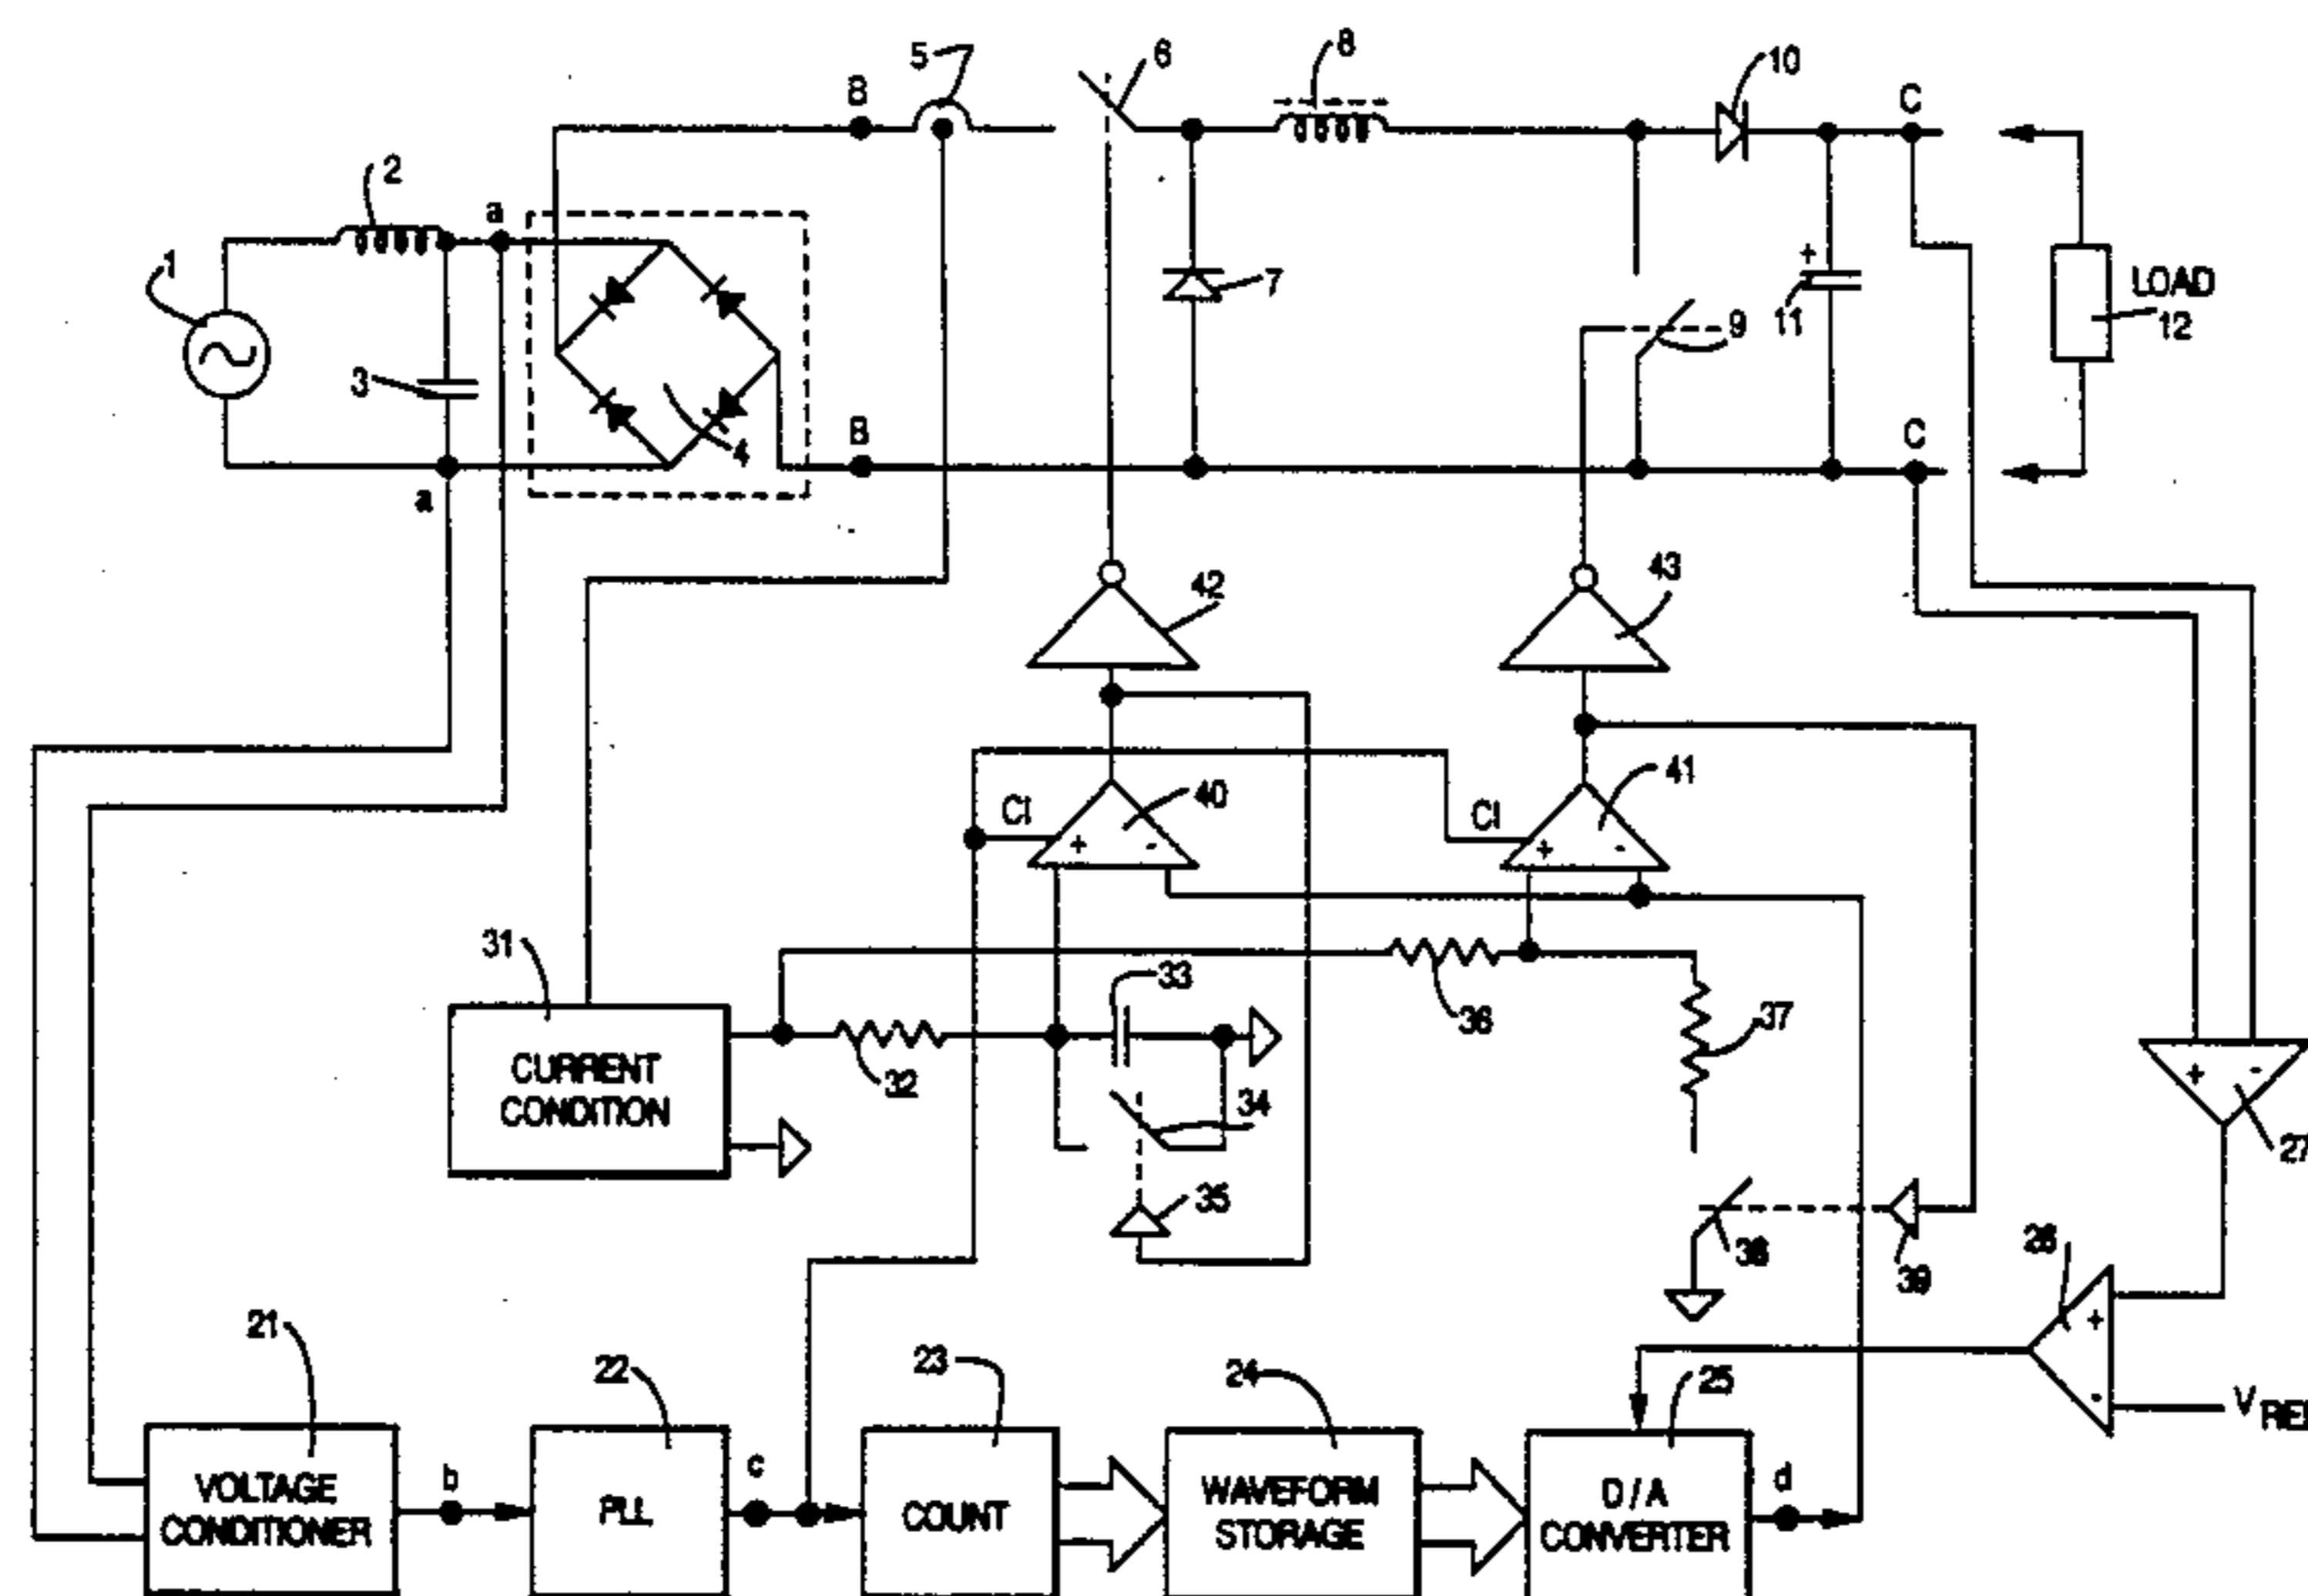 5
6
8
10
B
C
2
a
1
7
LOAD
12
9
11
3
4
B
C
a
42
43
41
40
CI
CI
+ -
+ -
31
33
36
37
CURRENT
CONDITION
32
34
+ -
27
35
38
39
26
+
-
21
22
23
24
25
V REF
b
c
d
VOLTAGE
CONDITIONER
PLL
COUNT
WAVEFORM
STORAGE
D/A
CONVERTER
+